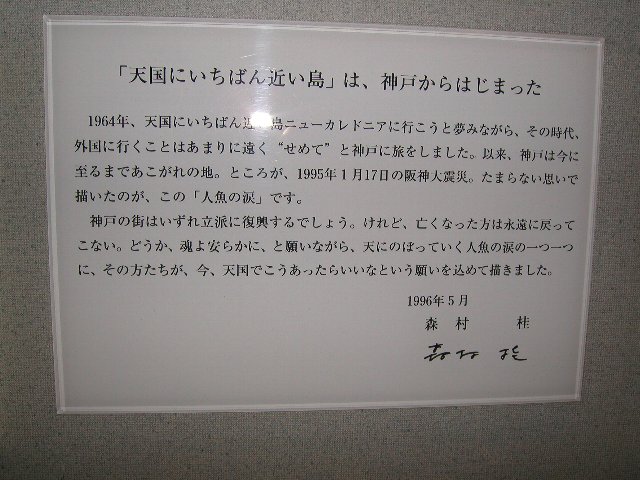 「天国にいちばん近い島」は、神戸からはじまった
1964年、天国にいちばん近い島ニューカレドニアに行こうと夢みながら、その時代、
外国に行くことはあまりに遠く“せめて”と神戸に旅をしました。以来、神戸は今に
至るまであこがれの地。ところが、1995年1月17日の阪神大震災。たまらない思いで
描いたのが、この「人魚の涙」です。
神戸の街はいずれ立派に復興するでしょう。けれど、亡くなった方は永遠に戻って
こない。どうか、魂よ安らかに、と願いながら、天にのぼっていく人魚の涙の一つ一つ
に、その方たちが、今、天国でこうあったらいいなという願いを込めて描きました。
1996年5月
森村 桂
森村 桂